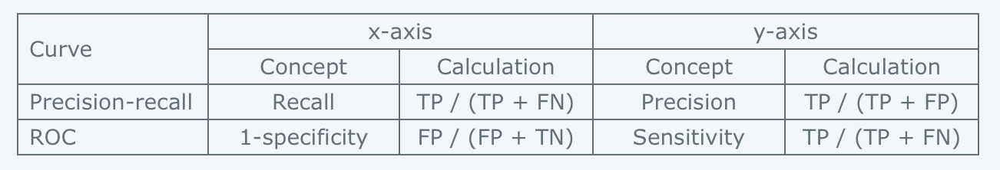 Curve x-axis y-axis
Concept Calculation Concept Calculation
Precision-recall Recall TP / (TP + FN) Precision TP / (TP + FP)
ROC 1-specificity FP / (FP + TN) Sensitivity TP / (TP + FN)